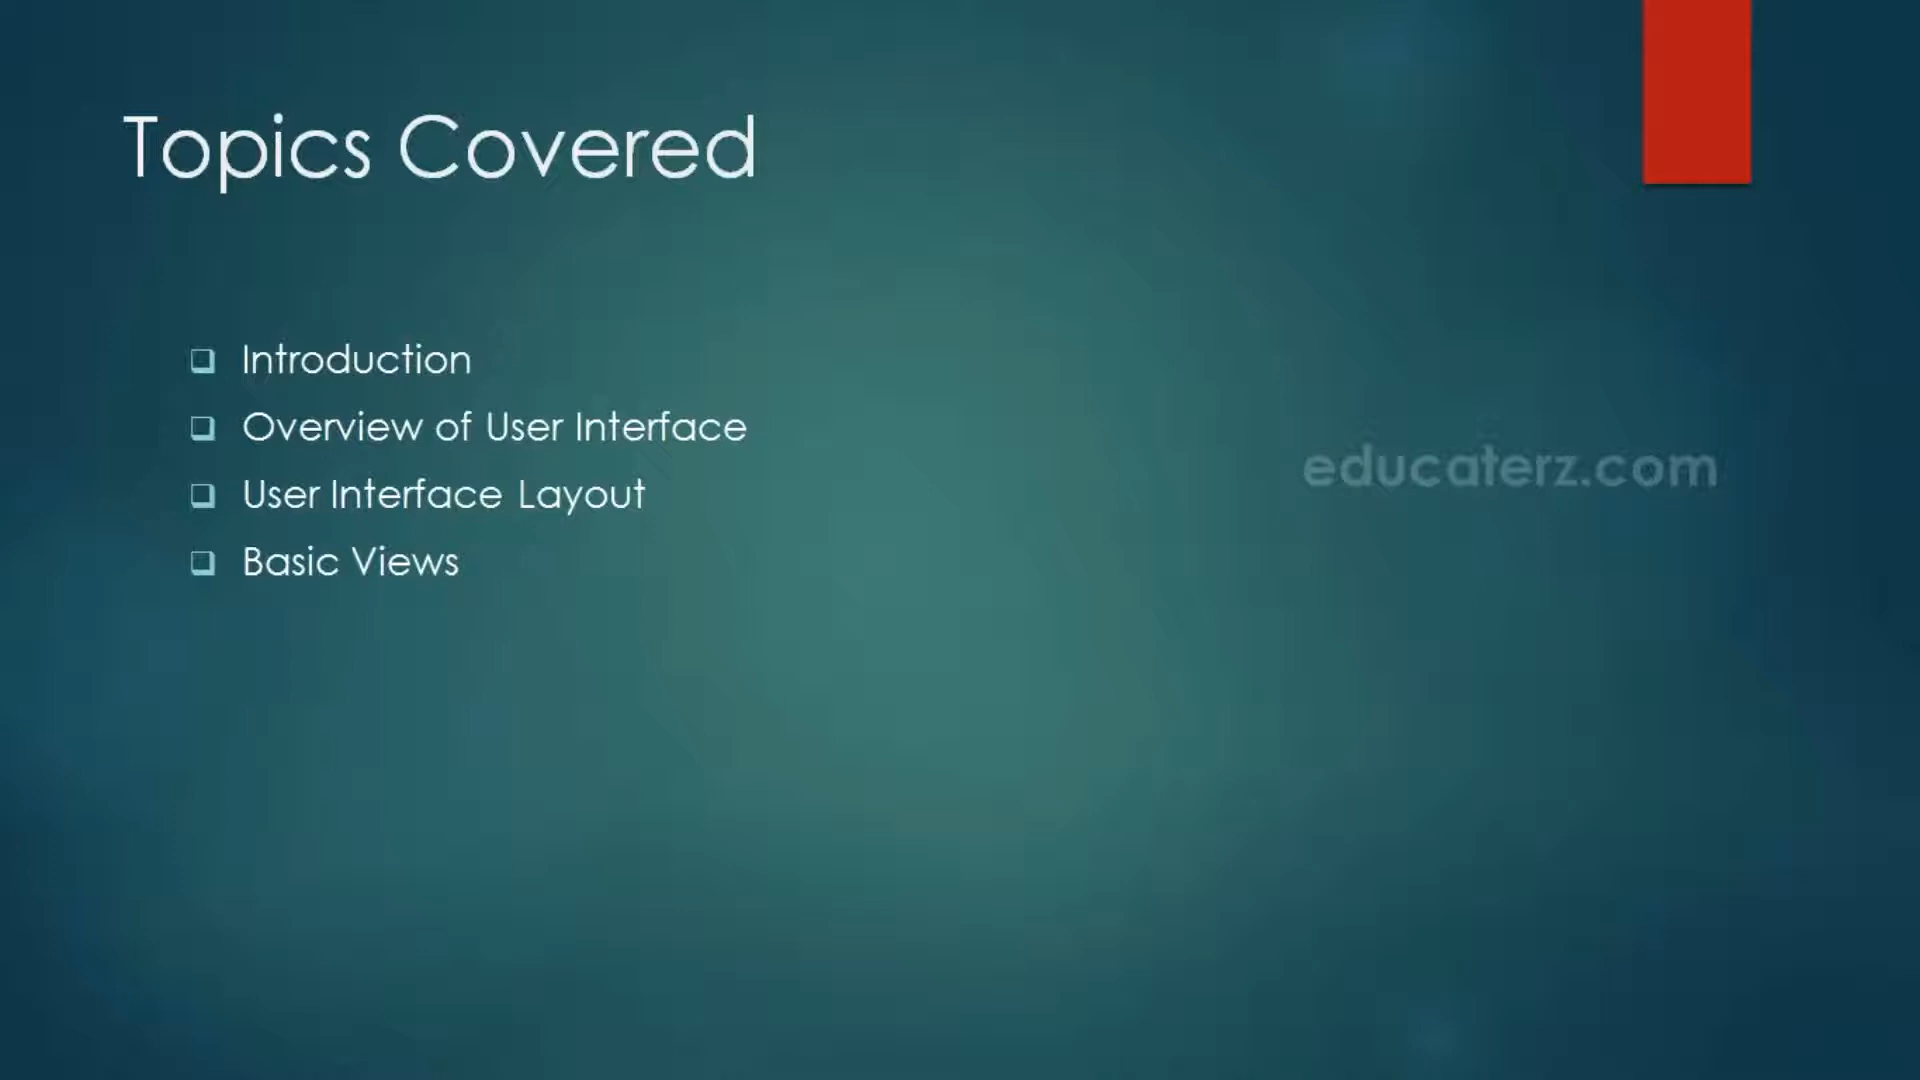 Topics Covered
Introduction
Overview of User Interface
User Interface Layout
Basic Views
educaterz.com